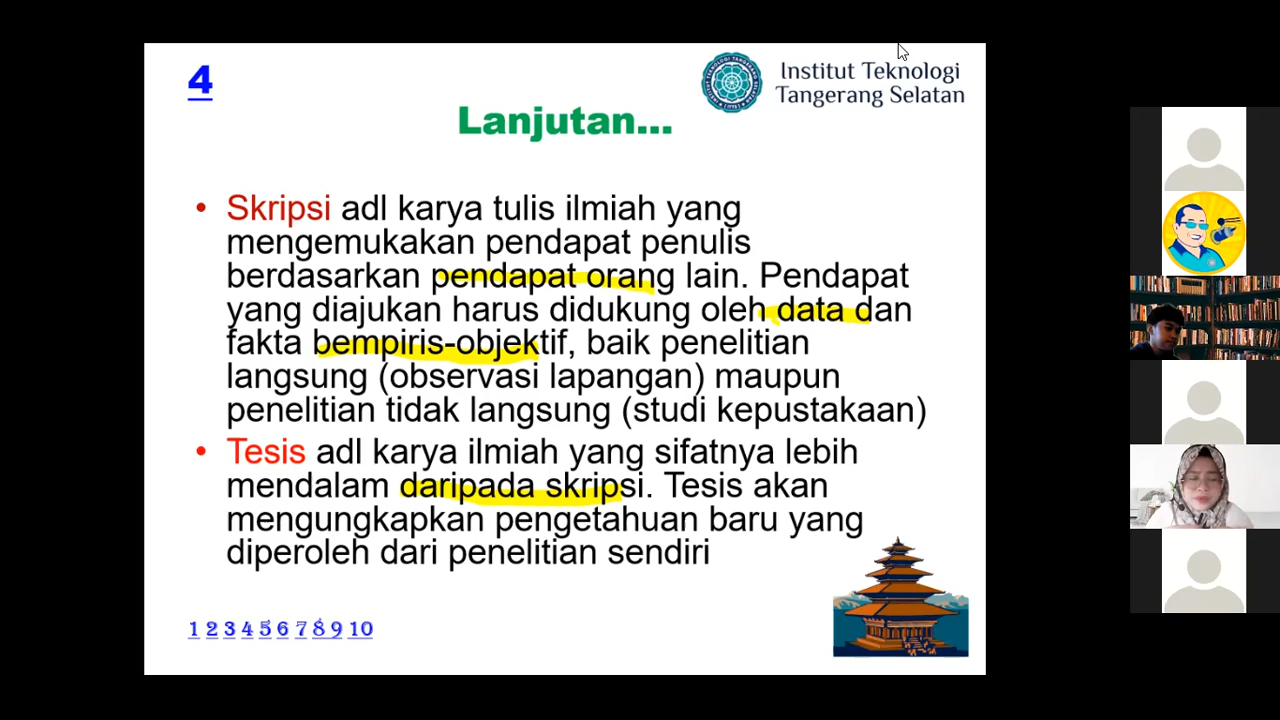 4
Institut Teknologi
Tangerang Selatan
Lanjutan...
• Skripsi adl karya tulis ilmiah yang
mengemukakan pendapat penulis
berdasarkan pendapat orang lain. Pendapat
yang diajukan harus didukung oleh data dan
fakta bempiris-objektif, baik penelitian
langsung (observasi lapangan) maupun
penelitian tidak langsung (studi kepustakaan)
• Tesis adl karya ilmiah yang sifatnya lebih
mendalam daripada skripsi. Tesis akan
mengungkapkan pengetahuan baru yang
diperoleh dari penelitian sendiri
1 2 3 4 5 6 7 8 9 10